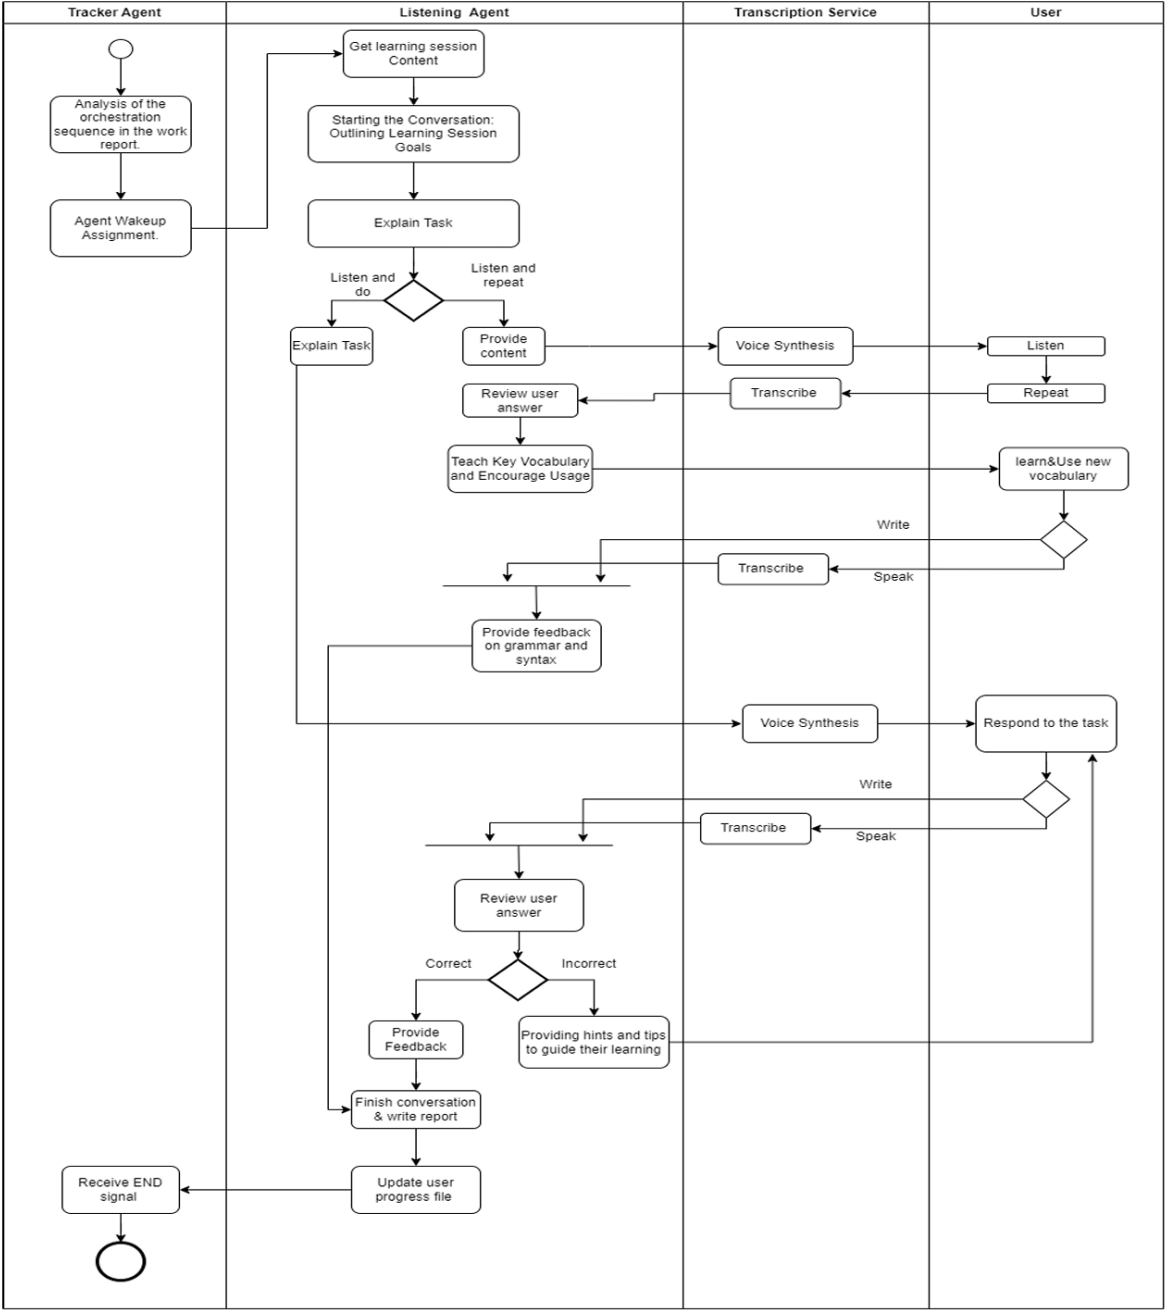 Tracker Agent
Listening Agent
Transcription Service
User
Get learning session
Content
Analysis of the
orchestration
sequence in the work
report.
Starting the Conversation:
Outlining Learning Session
Goals
Agent Wakeup
Assignment.
Explain Task
Listen and
do
Listen and
repeat
Explain Task
Provide
content
Voice Synthesis
Listen
Review user
answer
Transcribe
Repeat
Teach Key Vocabulary
and Encourage Usage
learn&Use new
vocabulary
Write
Transcribe
Speak
Provide feedback
on grammar and
syntax
Voice Synthesis
Respond to the task
Write
Transcribe
Speak
Review user
answer
Correct
Incorrect
Provide
Feedback
Providing hints and tips
to guide their learning
Finish conversation
& write report
Receive END
signal
Update user
progress file